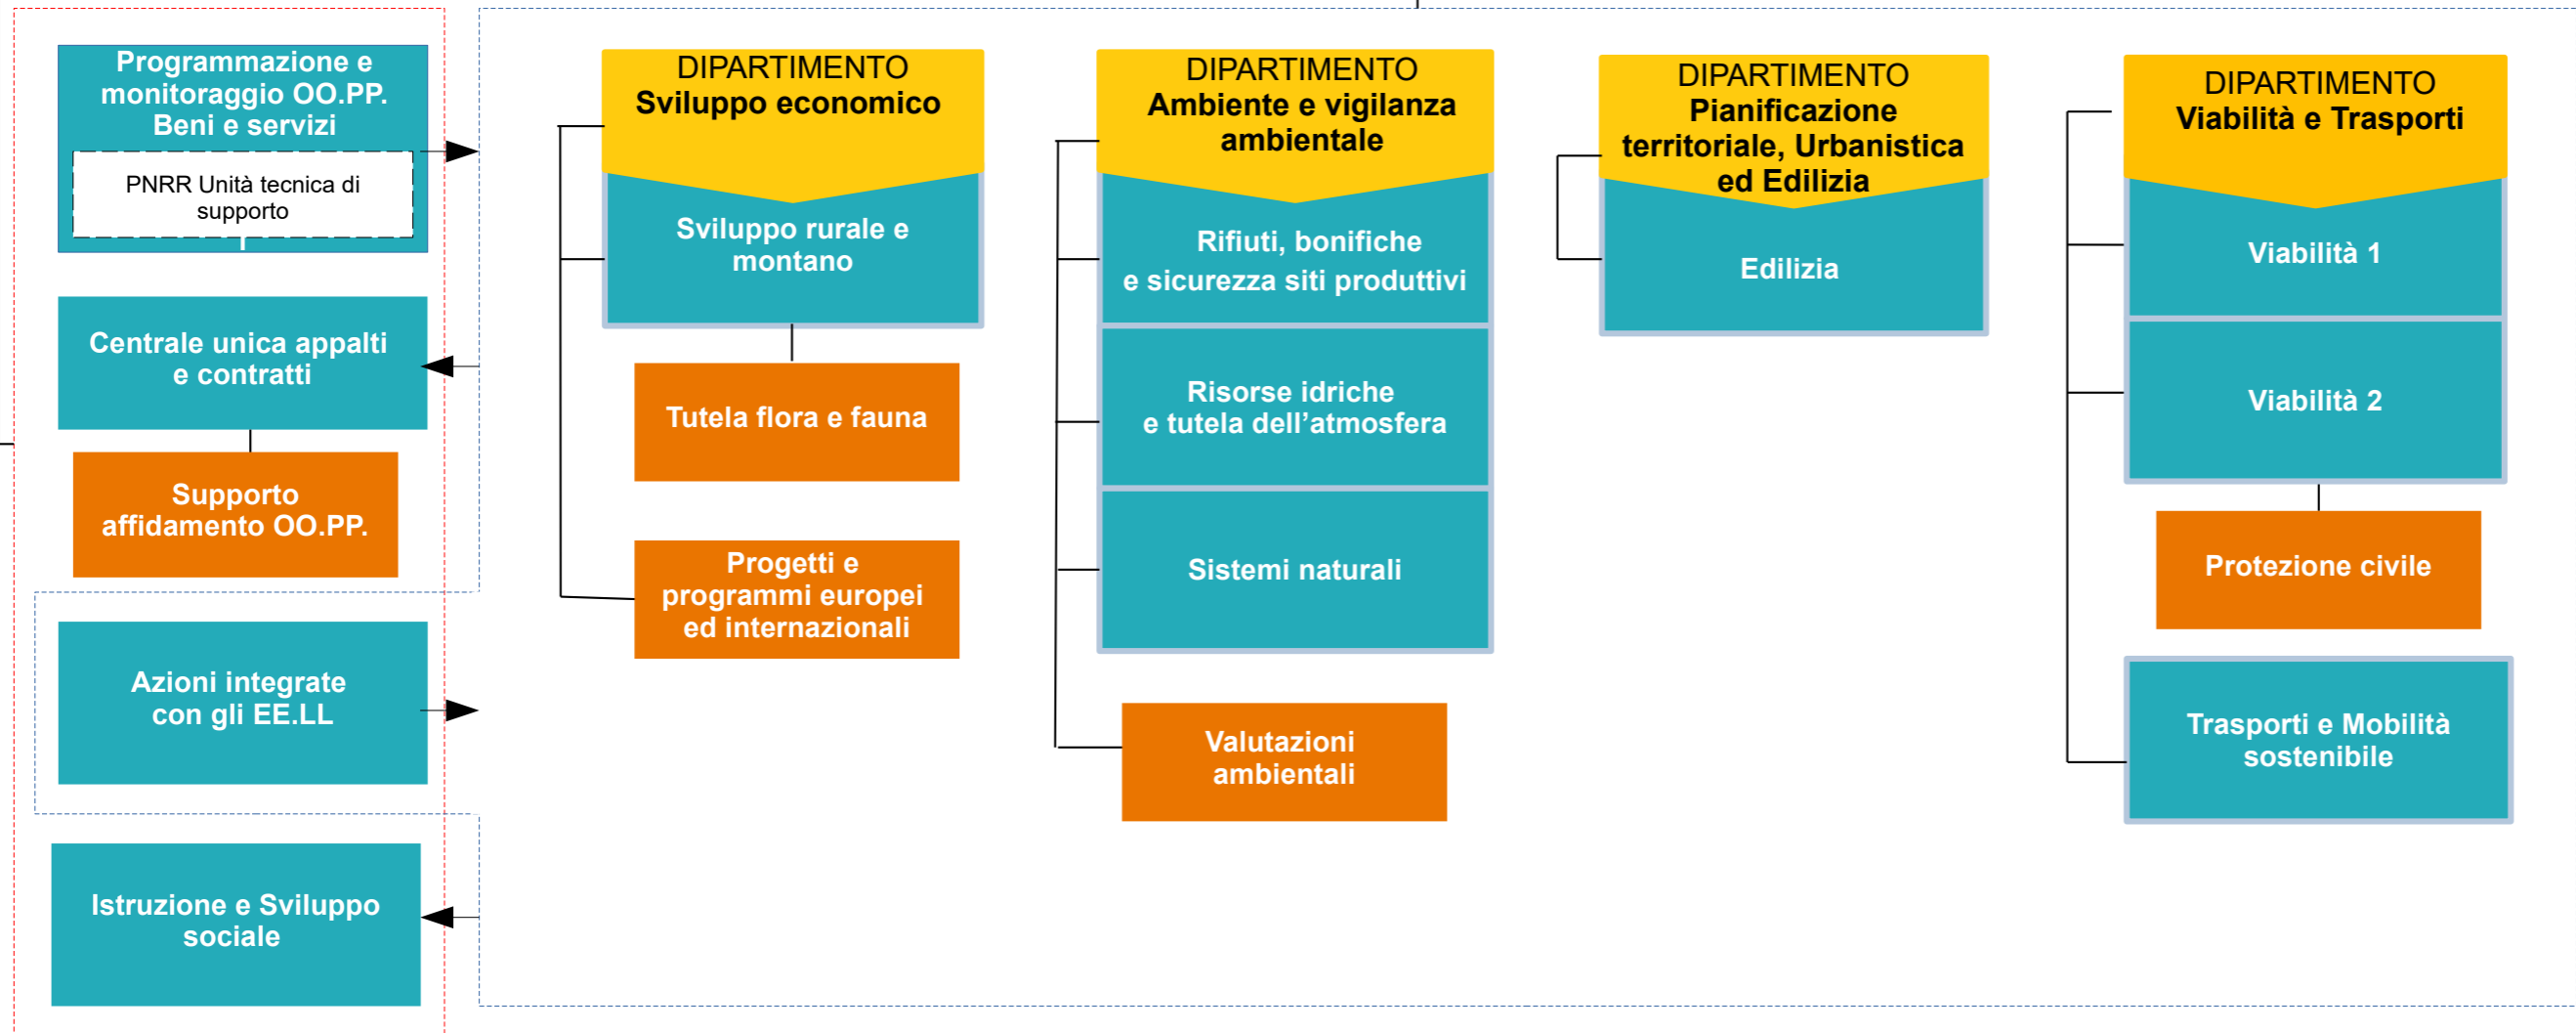 Programmazione e
monitoraggio OO.PP.
Beni e servizi
PNRR Unità tecnica di
supporto
Centrale unica appalti
e contratti
Supporto
affidamento OO.PP.
Azioni integrate
con gli EE.LL
Istruzione e Sviluppo
sociale
DIPARTIMENTO
Sviluppo economico
Sviluppo rurale e
montano
Tutela flora e fauna
Progetti e
programmi europei
ed internazionali
DIPARTIMENTO
Ambiente e vigilanza
ambientale
Rifiuti, bonifiche
e sicurezza siti produttivi
Risorse idriche
e tutela dell’atmosfera
Sistemi naturali
Valutazioni
ambientali
DIPARTIMENTO
Pianificazione
territoriale, Urbanistica
ed Edilizia
Edilizia
DIPARTIMENTO
Viabilità e Trasporti
Viabilità 1
Viabilità 2
Protezione civile
Trasporti e Mobilità
sostenibile